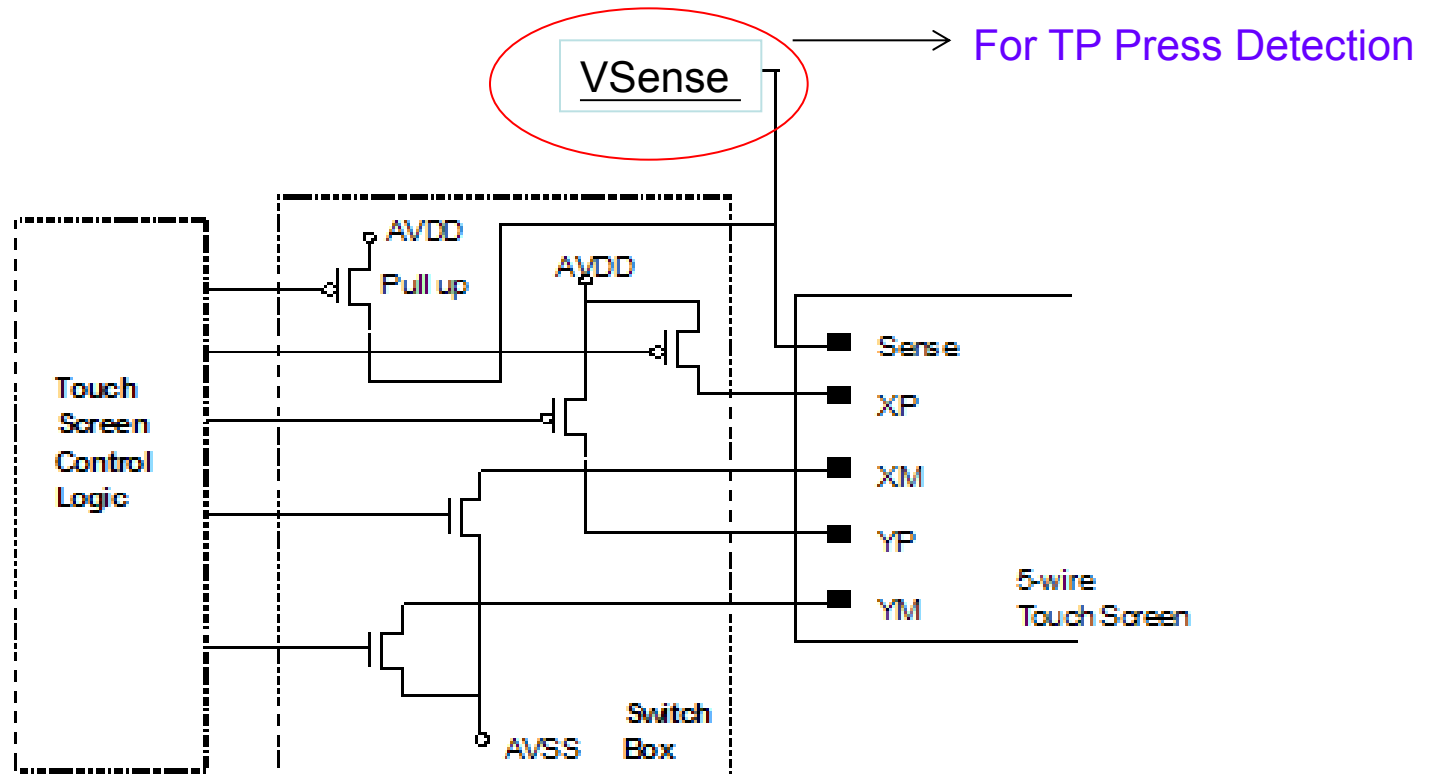 For TP Press Detection
VSense
AVDD
Pull up
AVDD
Touch
Screen
Control
Logic
Sense
XP
XM
YP
YM
5-wire
Touch Screen
Switch
Box
AVSS